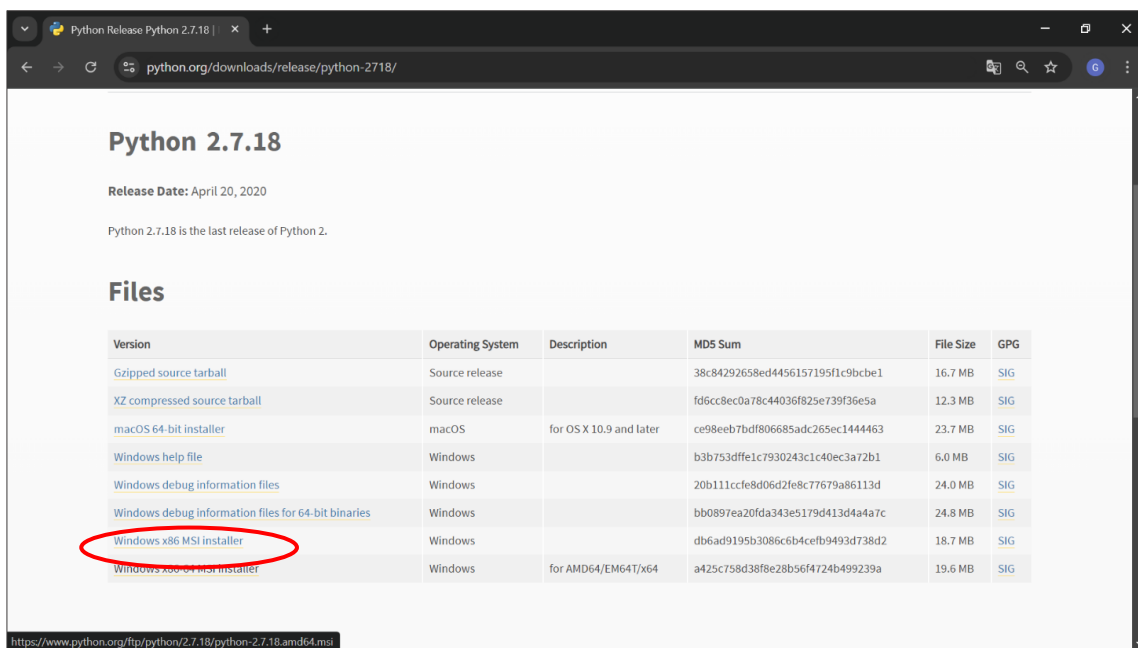 Python Release Python 2.7.18 |
python.org/downloads/release/python-2718/
G
Python 2.7.18
Release Date: April 20, 2020
Python 2.7.18 is the last release of Python 2.
Files
Version Operating System Description MD5 Sum File Size GPG
Gzipped source tarball Source release 38c84292658ed4456157195f1c9bcbe1 16.7 MB SIG
XZ compressed source tarball Source release fd6cc8ec0a78c44036f825e739f36e5a 12.3 MB SIG
macOS 64-bit installer macOS for OS X 10.9 and later ce98eeb7bdf806685adc265ec1444463 23.7 MB SIG
Windows help file Windows b3b753dffe1c7930243c1c40ec3a72b1 6.0 MB SIG
Windows debug information files Windows 20b111ccfe8d06d2fe8c77679a86113d 24.0 MB SIG
Windows debug information files for 64-bit binaries Windows bb0897ea20fda343e5179d413d4a4a7c 24.8 MB SIG
Windows x86 MSI installer Windows db6ad9195b3086c6b4cefb9493d738d2 18.7 MB SIG
Windows x86-64 MSI installer Windows for AMD64/EM64T/x64 a425c758d38f8e28b56f4724b499239a 19.6 MB SIG
https://www.python.org/ftp/python/2.7.18/python-2.7.18.amd64.msi